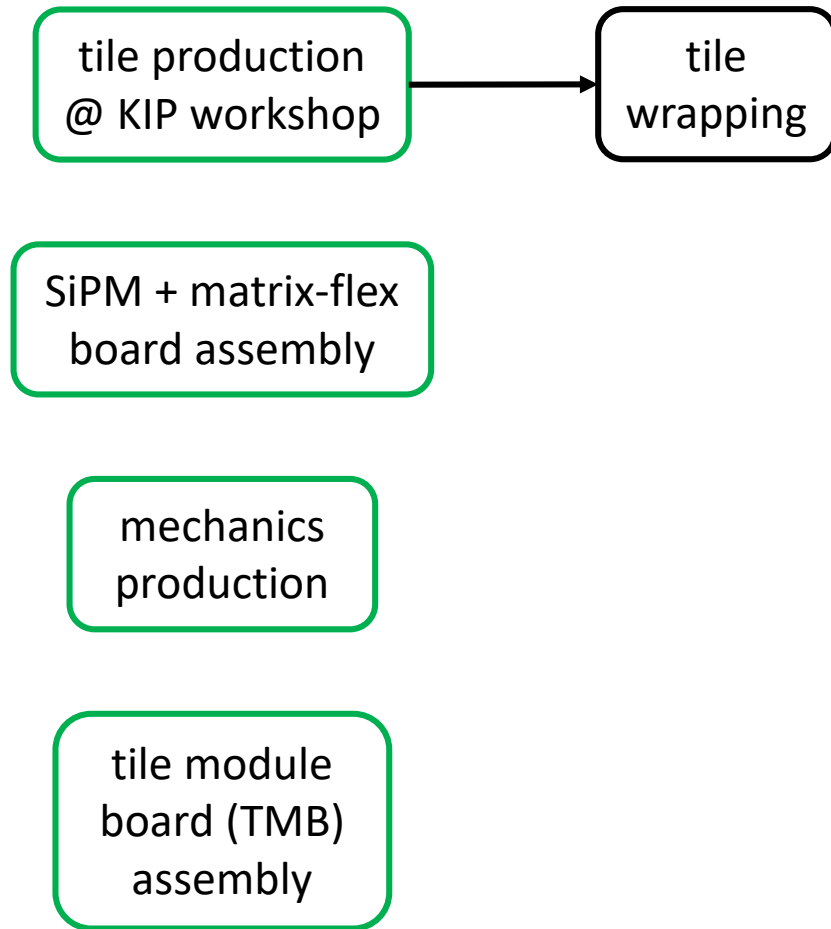 tile production
@ KIP workshop
tile
wrapping
SiPM + matrix-flex
board assembly
mechanics
production
tile module
board (TMB)
assembly